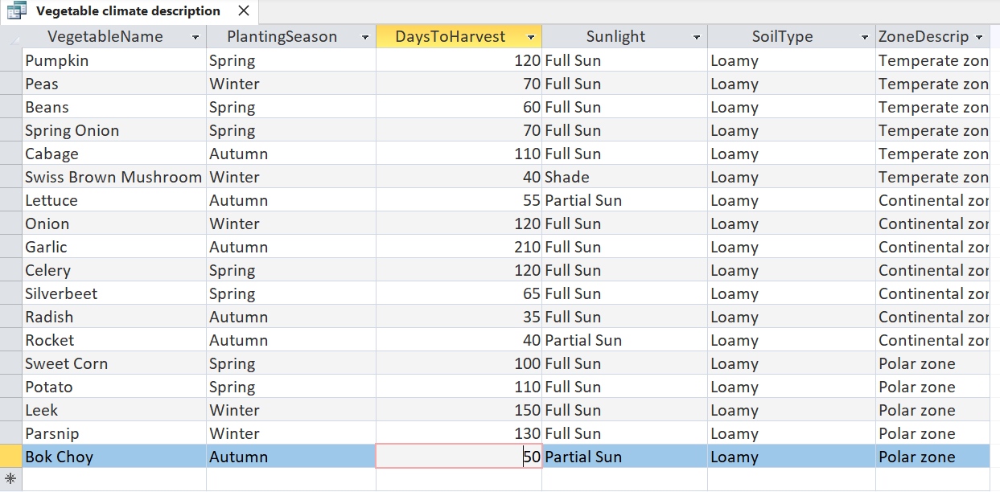 Vegetable climate description
VegetableName PlantingSeason DaysToHarvest Sunlight SoilType ZoneDescrip
Pumpkin Spring 120 Full Sun Loamy Temperate zon
Peas Winter 70 Full Sun Loamy Temperate zon
Beans Spring 60 Full Sun Loamy Temperate zon
Spring Onion Spring 70 Full Sun Loamy Temperate zon
Cabage Autumn 110 Full Sun Loamy Temperate zon
Swiss Brown Mushroom Winter 40 Shade Loamy Temperate zon
Lettuce Autumn 55 Partial Sun Loamy Continental zor
Onion Winter 120 Full Sun Loamy Continental zor
Garlic Autumn 210 Full Sun Loamy Continental zor
Celery Spring 120 Full Sun Loamy Continental zor
Silverbeet Spring 65 Full Sun Loamy Continental zor
Radish Autumn 35 Full Sun Loamy Continental zor
Rocket Autumn 40 Partial Sun Loamy Continental zor
Sweet Corn Spring 100 Full Sun Loamy Polar zone
Potato Spring 110 Full Sun Loamy Polar zone
Leek Winter 150 Full Sun Loamy Polar zone
Parsnip Winter 130 Full Sun Loamy Polar zone
Bok Choy Autumn 50 Partial Sun Loamy Polar zone